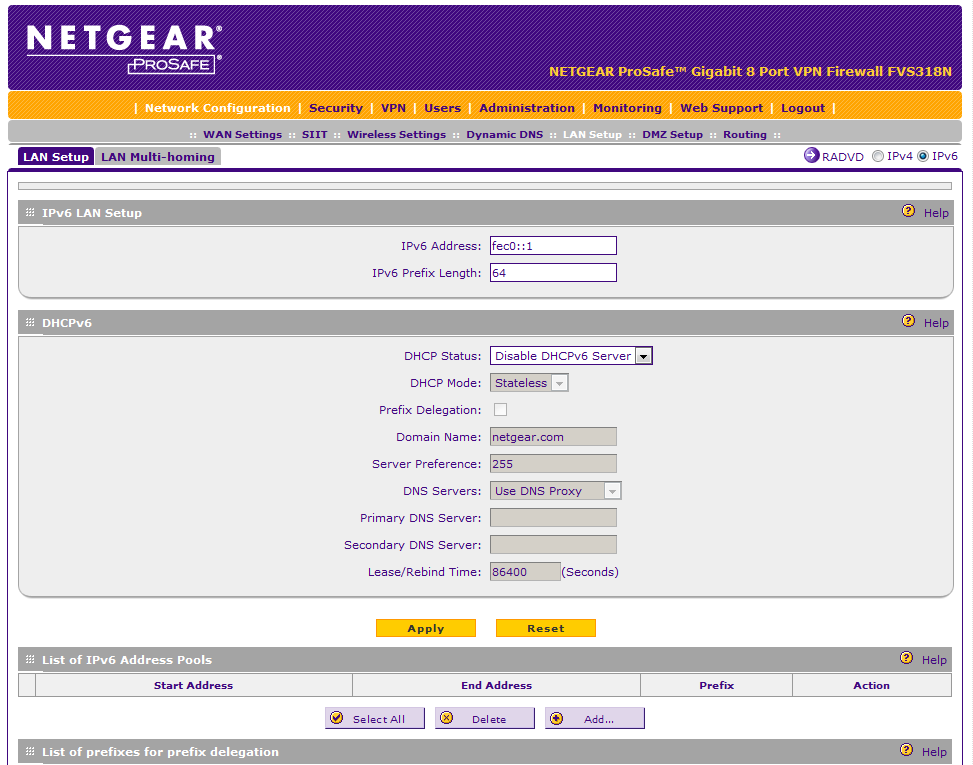 NETGEAR®
PROSAFE®
NETGEAR ProSafe™ Gigabit 8 Port VPN Firewall FVS318N
| Network Configuration | Security | VPN | Users | Administration | Monitoring | Web Support | Logout |
:: WAN Settings :: SIIT :: Wireless Settings :: Dynamic DNS :: LAN Setup :: DMZ Setup :: Routing ::
LAN Setup LAN Multi-homing RADVD IPv4 IPv6
IPv6 LAN Setup ? Help
IPv6 Address: fec0::1
IPv6 Prefix Length: 64
DHCPv6 ? Help
DHCP Status: Disable DHCPv6 Server
DHCP Mode: Stateless
Prefix Delegation:
Domain Name: netgear.com
Server Preference: 255
DNS Servers: Use DNS Proxy
Primary DNS Server:
Secondary DNS Server:
Lease/Rebind Time: 86400 (Seconds)
Apply Reset
List of IPv6 Address Pools ? Help
Start Address End Address Prefix Action
Select All Delete Add...
List of prefixes for prefix delegation ? Help